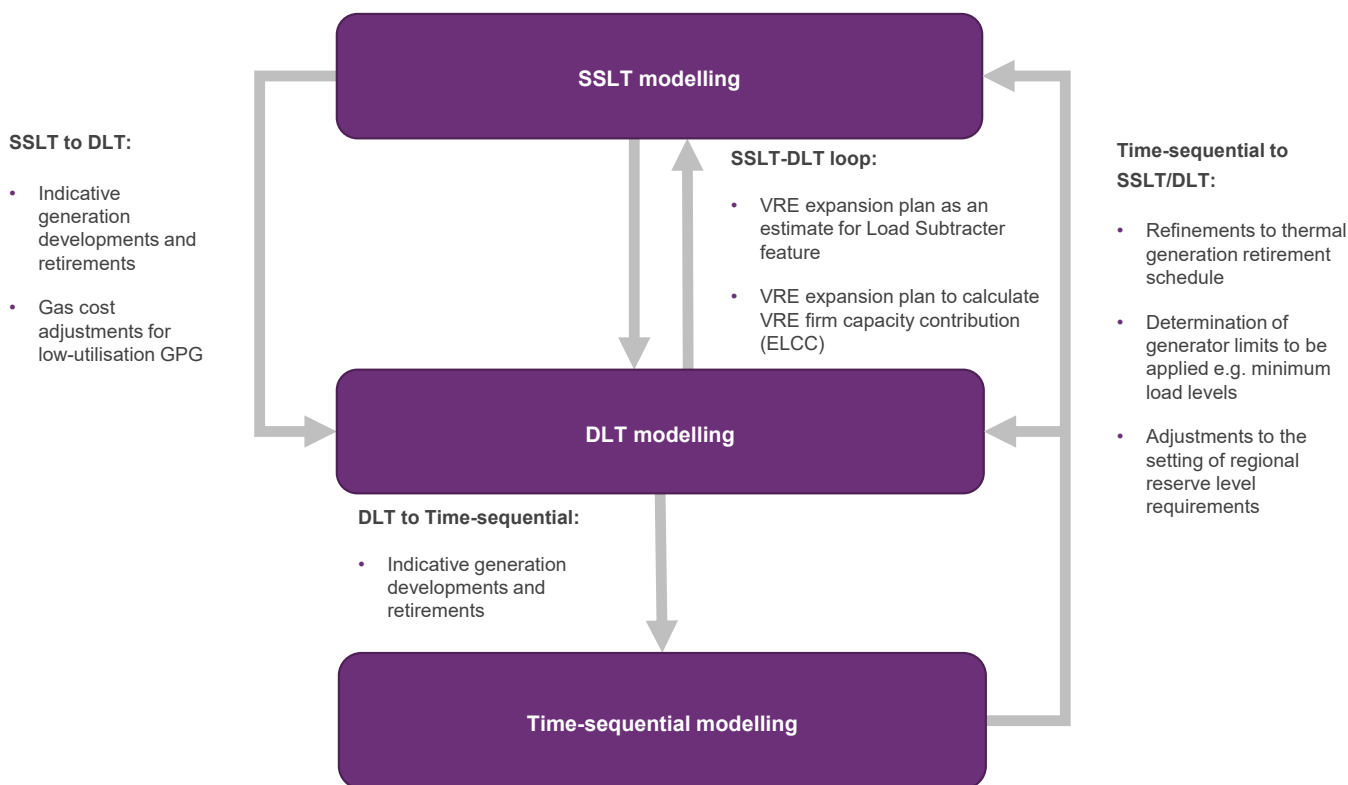 SSLT modelling
SSLT to DLT:
• Indicative
generation
developments and
retirements
• Gas cost
adjustments for
low-utilisation GPG
SSLT-DLT loop:
• VRE expansion plan as an
estimate for Load Subtracter
feature
• VRE expansion plan to calculate
VRE firm capacity contribution
(ELCC)
Time-sequential to
SSLT/DLT:
• Refinements to thermal
generation retirement
schedule
• Determination of
generator limits to be
applied e.g. minimum
load levels
• Adjustments to the
setting of regional
reserve level
requirements
DLT modelling
DLT to Time-sequential:
• Indicative generation
developments and
retirements
Time-sequential modelling